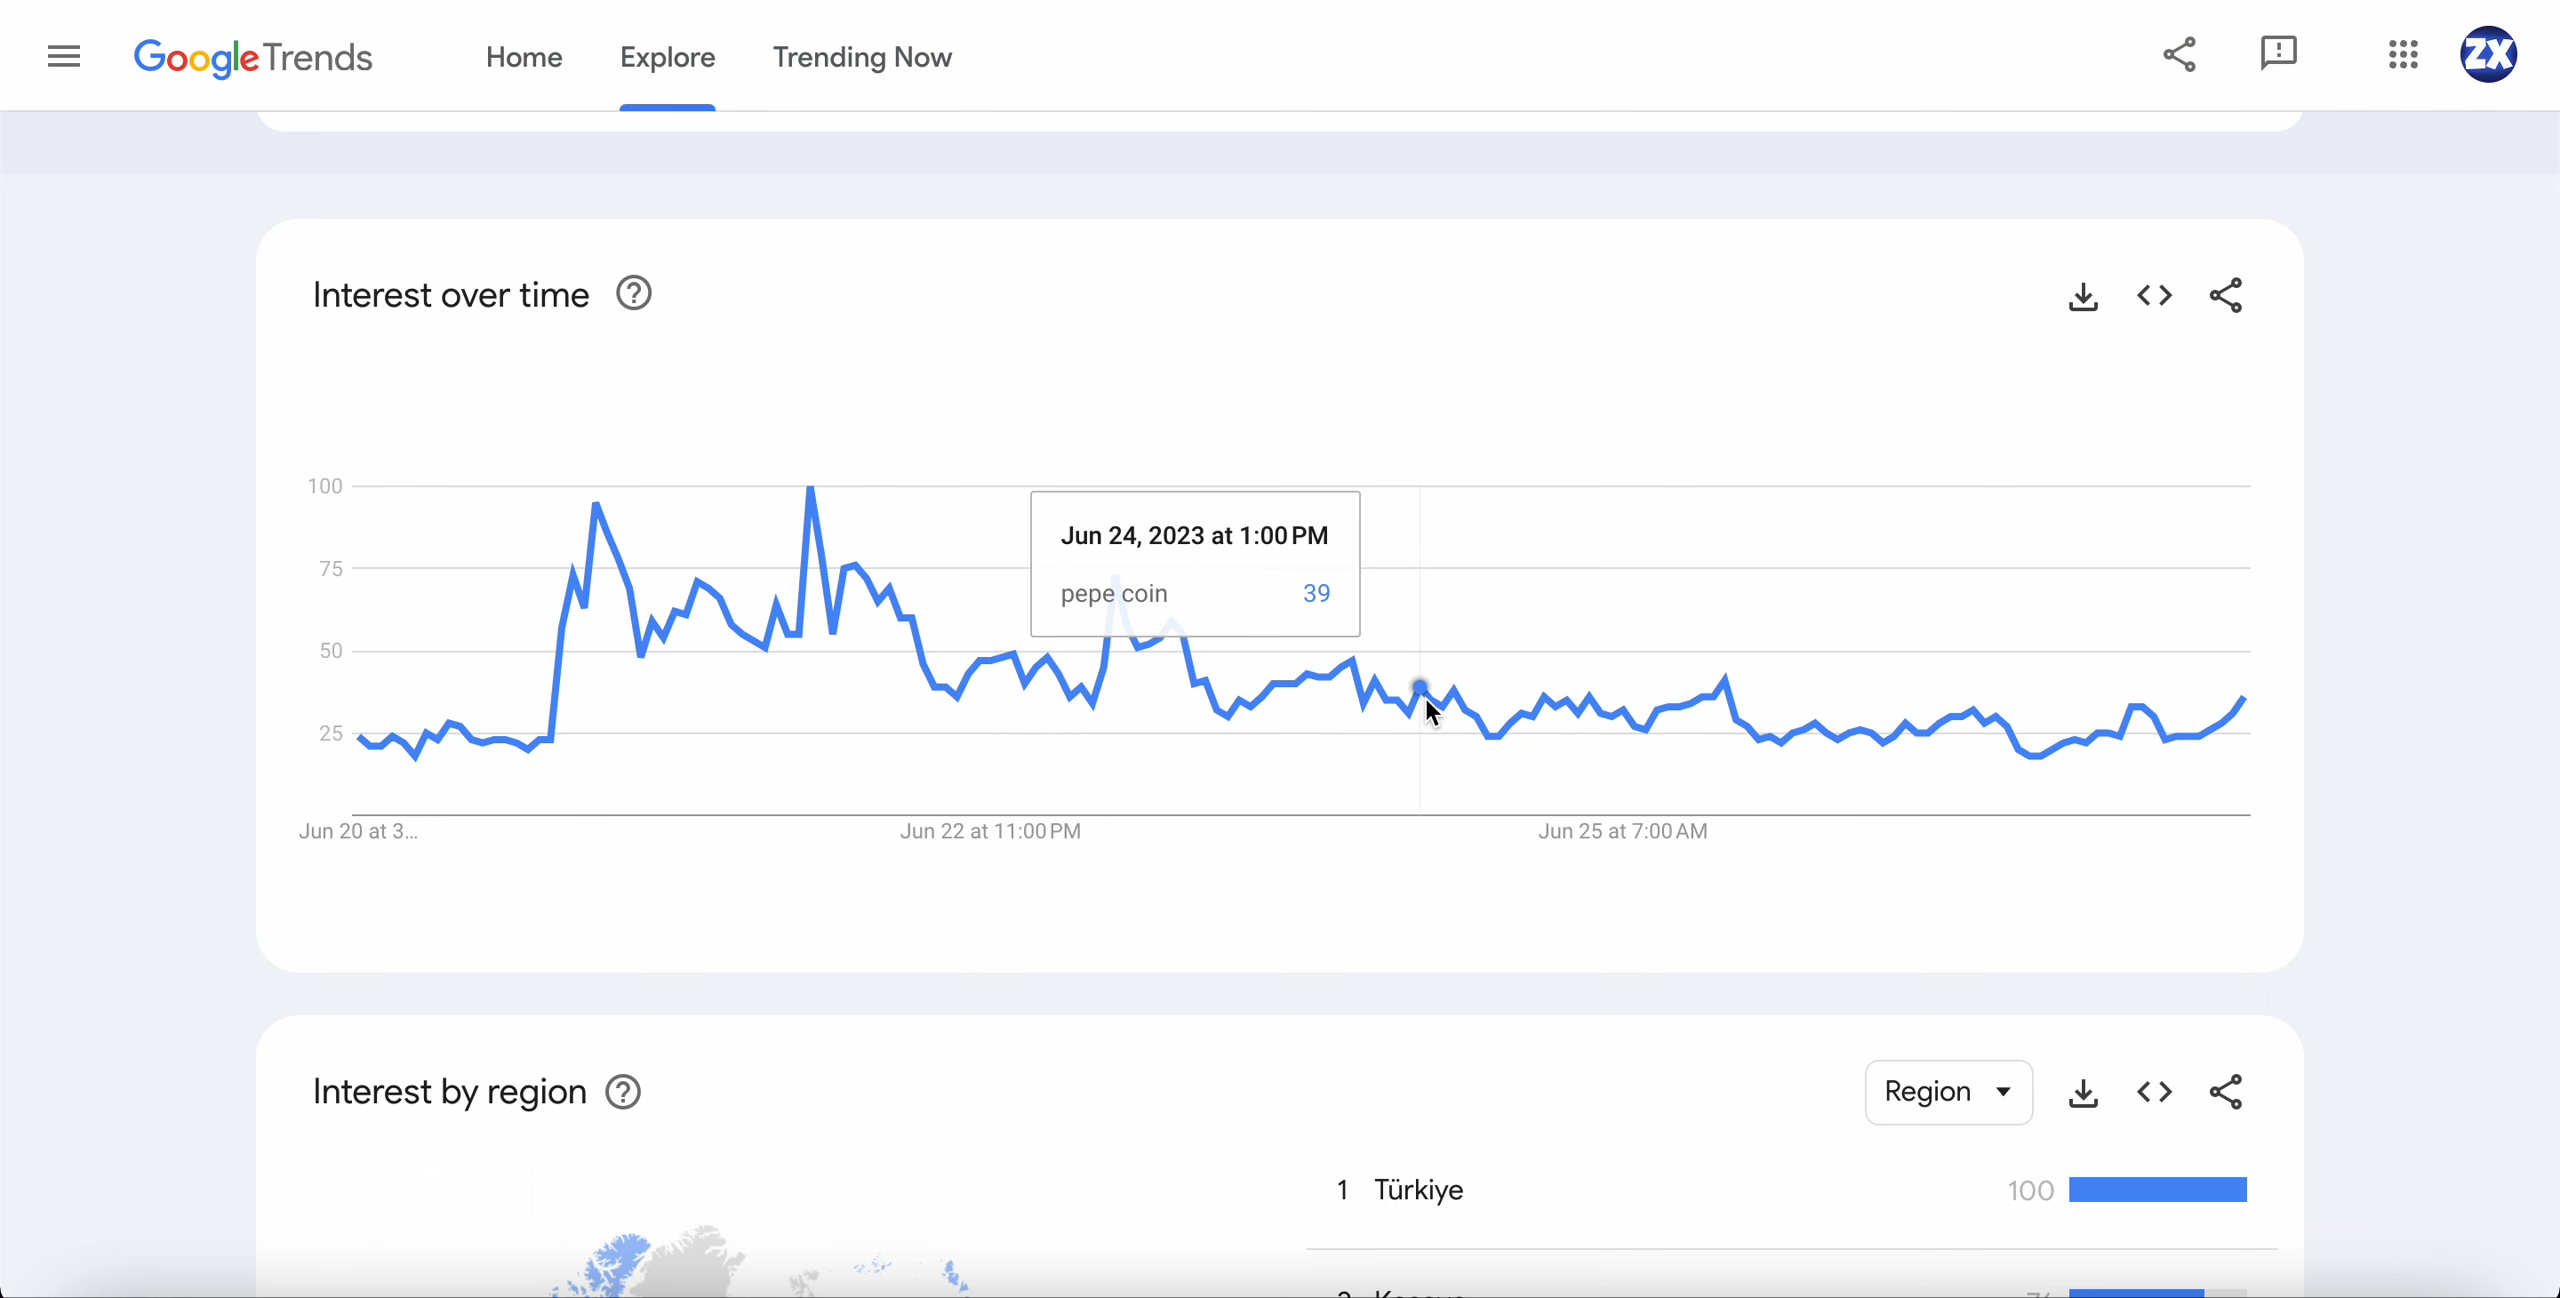 Google Trends
Home
Explore
Trending Now
ZX
Interest over time
100
75
50
25
Jun 24, 2023 at 1:00 PM
pepe coin 39
Jun 20 at 3...
Jun 22 at 11:00 PM
Jun 25 at 7:00 AM
Interest by region
Region
1 Türkiye 100